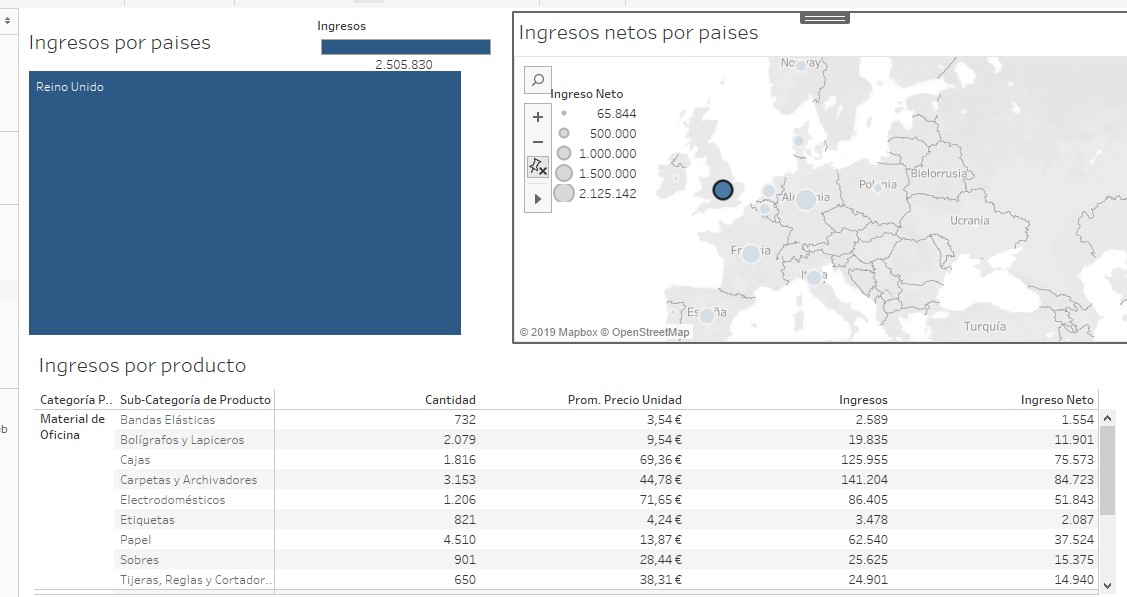 Ingresos por paises
Ingresos
2.505.830
Reino Unido
Ingresos netos por paises
Ingreso Neto
65.844
500.000
1.000.000
1.500.000
2.125.142
Norway
Bielorrusia
Polonia
Alemania
Ucrania
Francia
Italia
España
Turquía
© 2019 Mapbox © OpenStreetMap
Ingresos por producto
Categoría P.. Sub-Categoría de Producto Cantidad Prom. Precio Unidad Ingresos Ingreso Neto
Material de Oficina Bandas Elásticas 732 3,54 € 2.589 1.554
Bolígrafos y Lapiceros 2.079 9,54 € 19.835 11.901
Cajas 1.816 69,36 € 125.955 75.573
Carpetas y Archivadores 3.153 44,78 € 141.204 84.723
Electrodomésticos 1.206 71,65 € 86.405 51.843
Etiquetas 821 4,24 € 3.478 2.087
Papel 4.510 13,87 € 62.540 37.524
Sobres 901 28,44 € 25.625 15.375
Tijeras, Reglas y Cortador.. 650 38,31 € 24.901 14.940